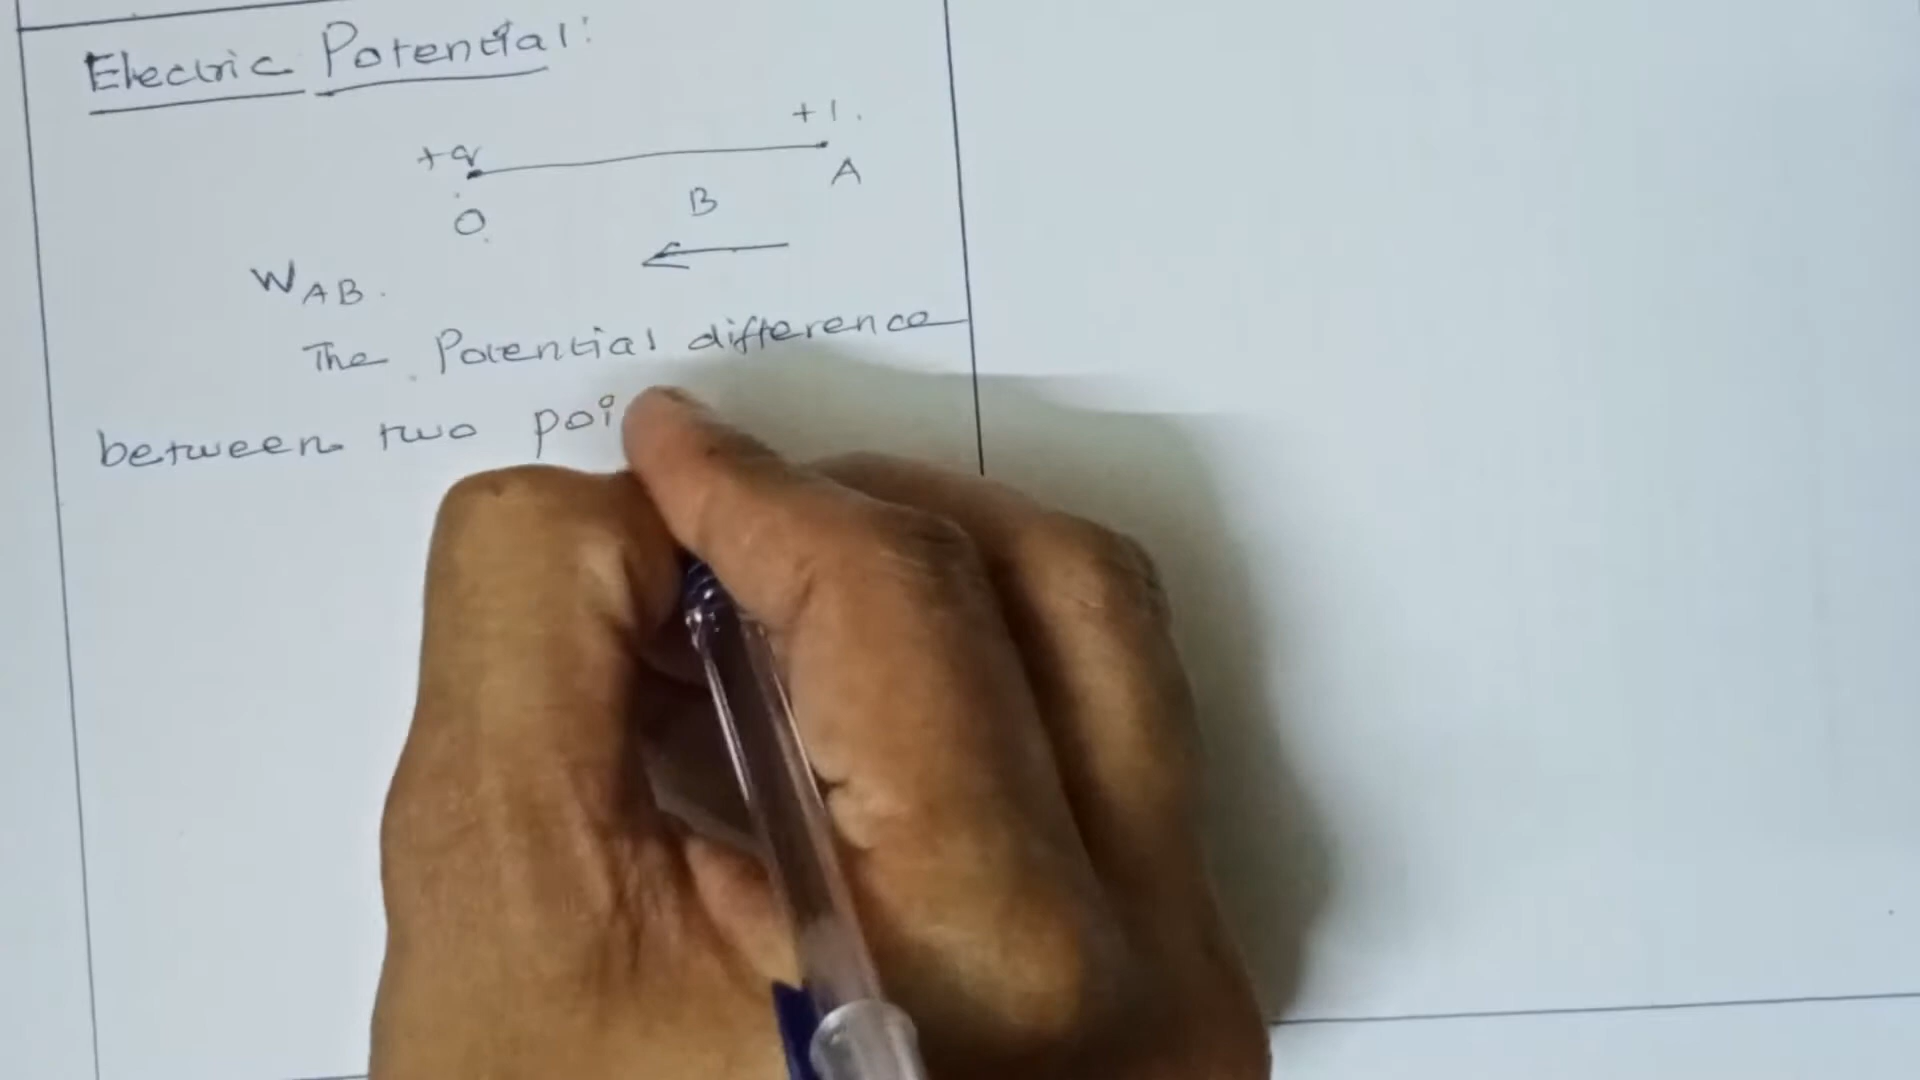 Electric Potential:
+q +1.
O B A
WAB.
The Potential difference
between two poi